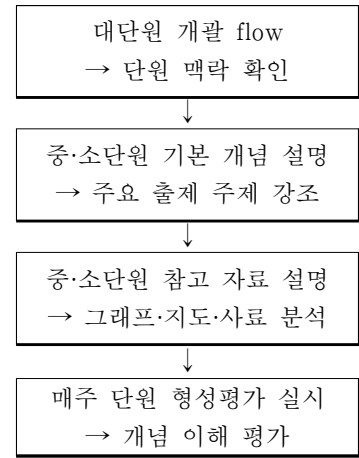 대단원 개괄 flow
→ 단원 맥락 확인
중·소단원 기본 개념 설명
→ 주요 출제 주제 강조
중·소단원 참고 자료 설명
→ 그래프·지도·사료 분석
매주 단원 형성평가 실시
→ 개념 이해 평가